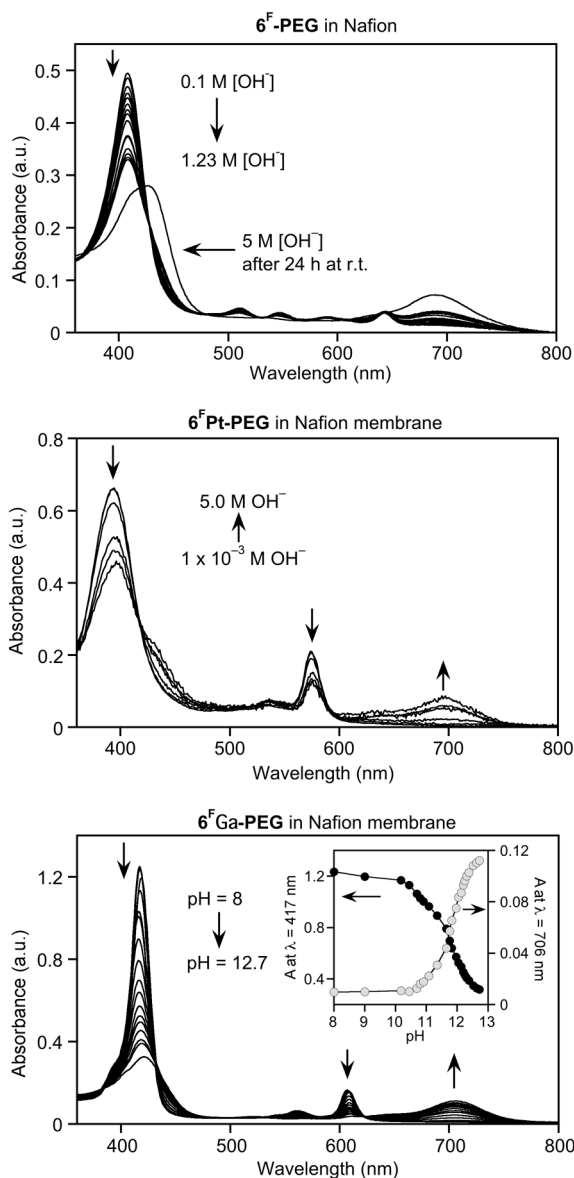 6ꟳ-PEG in Nafion
0.5
0.4
0.3
0.2
0.1
0
Absorbance (a.u.)
0.1 M [OH⁻]
1.23 M [OH⁻]
5 M [OH⁻]
after 24 h at r.t.
400 500 600 700 800
Wavelength (nm)
6ꟳPt-PEG in Nafion membrane
0.8
0.6
0.4
0.2
0
Absorbance (a.u.)
5.0 M OH⁻
1 x 10⁻³ M OH⁻
400 500 600 700 800
Wavelength (nm)
6ꟳGa-PEG in Nafion membrane
1.2
0.8
0.4
0
Absorbance (a.u.)
pH = 8
pH = 12.7
A at λ = 417 nm
1.2
0.8
0.4
0.12
0.08
0.04
0
A at λ = 706 nm
8 9 10 11 12 13
pH
400 500 600 700 800
Wavelength (nm)